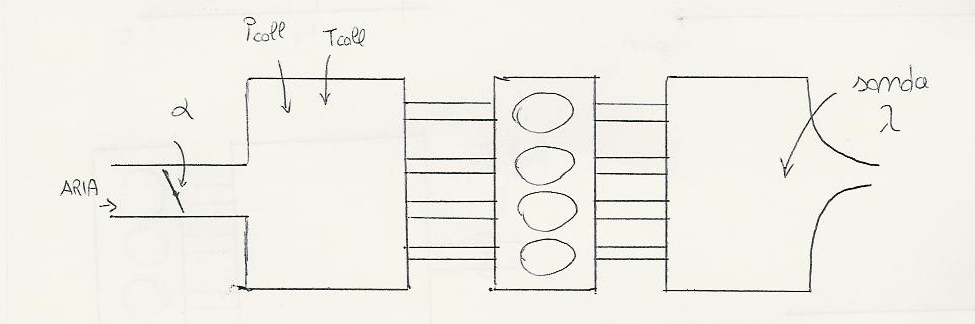 Pcoll Tcoll
α
ARIA
sonda
λ